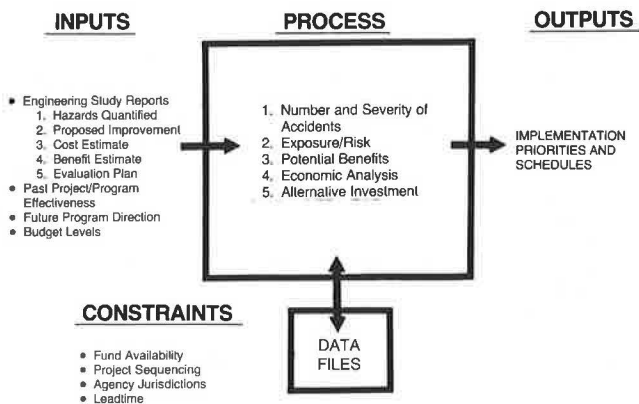 INPUTS
PROCESS
OUTPUTS
● Engineering Study Reports
1. Hazards Quantified
2. Proposed Improvement
3. Cost Estimate
4. Benefit Estimate
5. Evaluation Plan
● Past Project/Program
Effectiveness
● Future Program Direction
● Budget Levels
1. Number and Severity of
Accidents
2. Exposure/Risk
3. Potential Benefits
4. Economic Analysis
5. Alternative Investment
IMPLEMENTATION
PRIORITIES AND
SCHEDULES
CONSTRAINTS
● Fund Availability
● Project Sequencing
● Agency Jurisdictions
● Leadtime
DATA
FILES